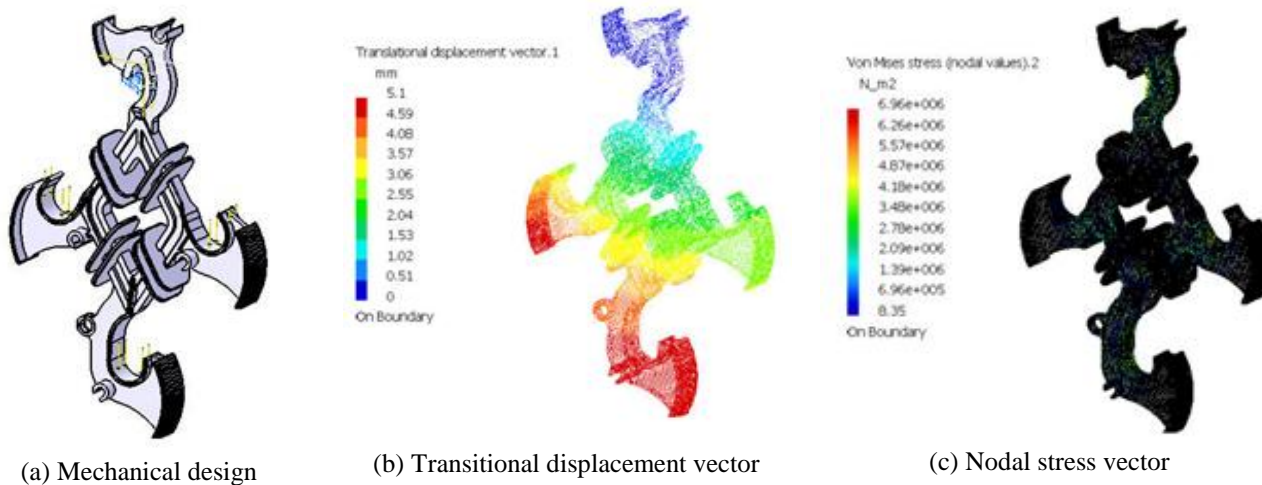 Translational displacement vector.1
mm
5.1
4.59
4.08
3.57
3.06
2.55
2.04
1.53
1.02
0.51
0
On Boundary
Von Mises stress (nodal values).2
N_m2
6.96e+006
6.26e+006
5.57e+006
4.87e+006
4.18e+006
3.48e+006
2.78e+006
2.09e+006
1.39e+006
6.96e+005
8.35
On Boundary
(a) Mechanical design
(b) Transitional displacement vector
(c) Nodal stress vector